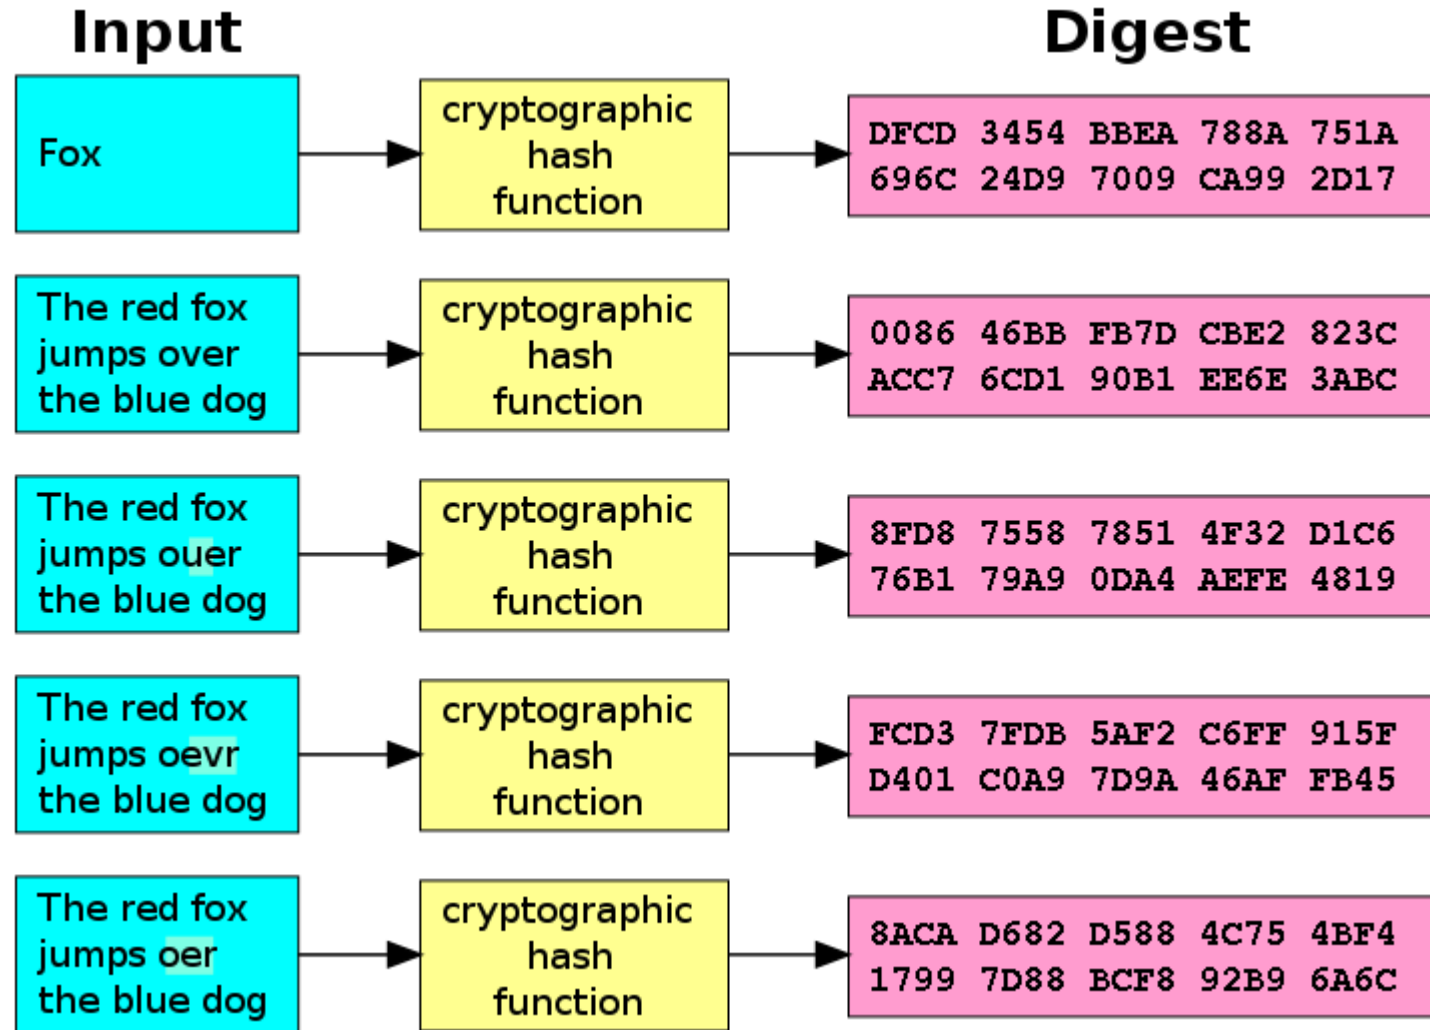 Input
Digest
Fox
cryptographic
hash
function
DFCD 3454 BBEA 788A 751A
696C 24D9 7009 CA99 2D17
The red fox
jumps over
the blue dog
cryptographic
hash
function
0086 46BB FB7D CBE2 823C
ACC7 6CD1 90B1 EE6E 3ABC
The red fox
jumps ouer
the blue dog
cryptographic
hash
function
8FD8 7558 7851 4F32 D1C6
76B1 79A9 0DA4 AEFE 4819
The red fox
jumps oevr
the blue dog
cryptographic
hash
function
FCD3 7FDB 5AF2 C6FF 915F
D401 C0A9 7D9A 46AF FB45
The red fox
jumps oer
the blue dog
cryptographic
hash
function
8ACA D682 D588 4C75 4BF4
1799 7D88 BCF8 92B9 6A6C